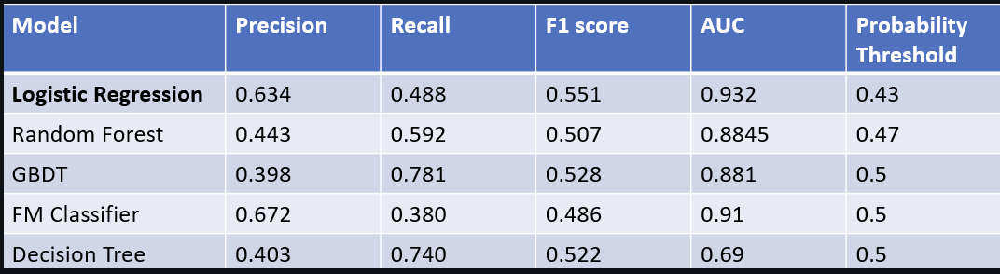 Model Precision Recall F1 score AUC Probability Threshold
Logistic Regression 0.634 0.488 0.551 0.932 0.43
Random Forest 0.443 0.592 0.507 0.8845 0.47
GBDT 0.398 0.781 0.528 0.881 0.5
FM Classifier 0.672 0.380 0.486 0.91 0.5
Decision Tree 0.403 0.740 0.522 0.69 0.5